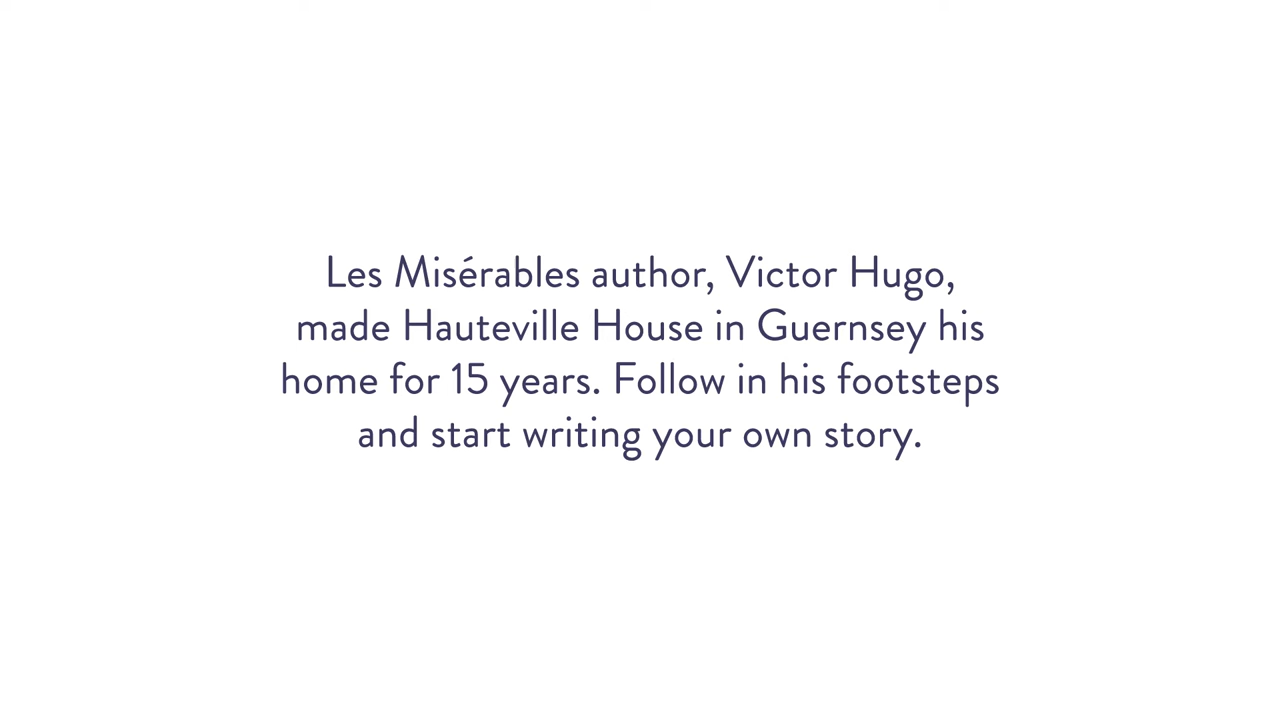 Les Misérables author, Victor Hugo,
made Hauteville House in Guernsey his
home for 15 years. Follow in his footsteps
and start writing your own story.